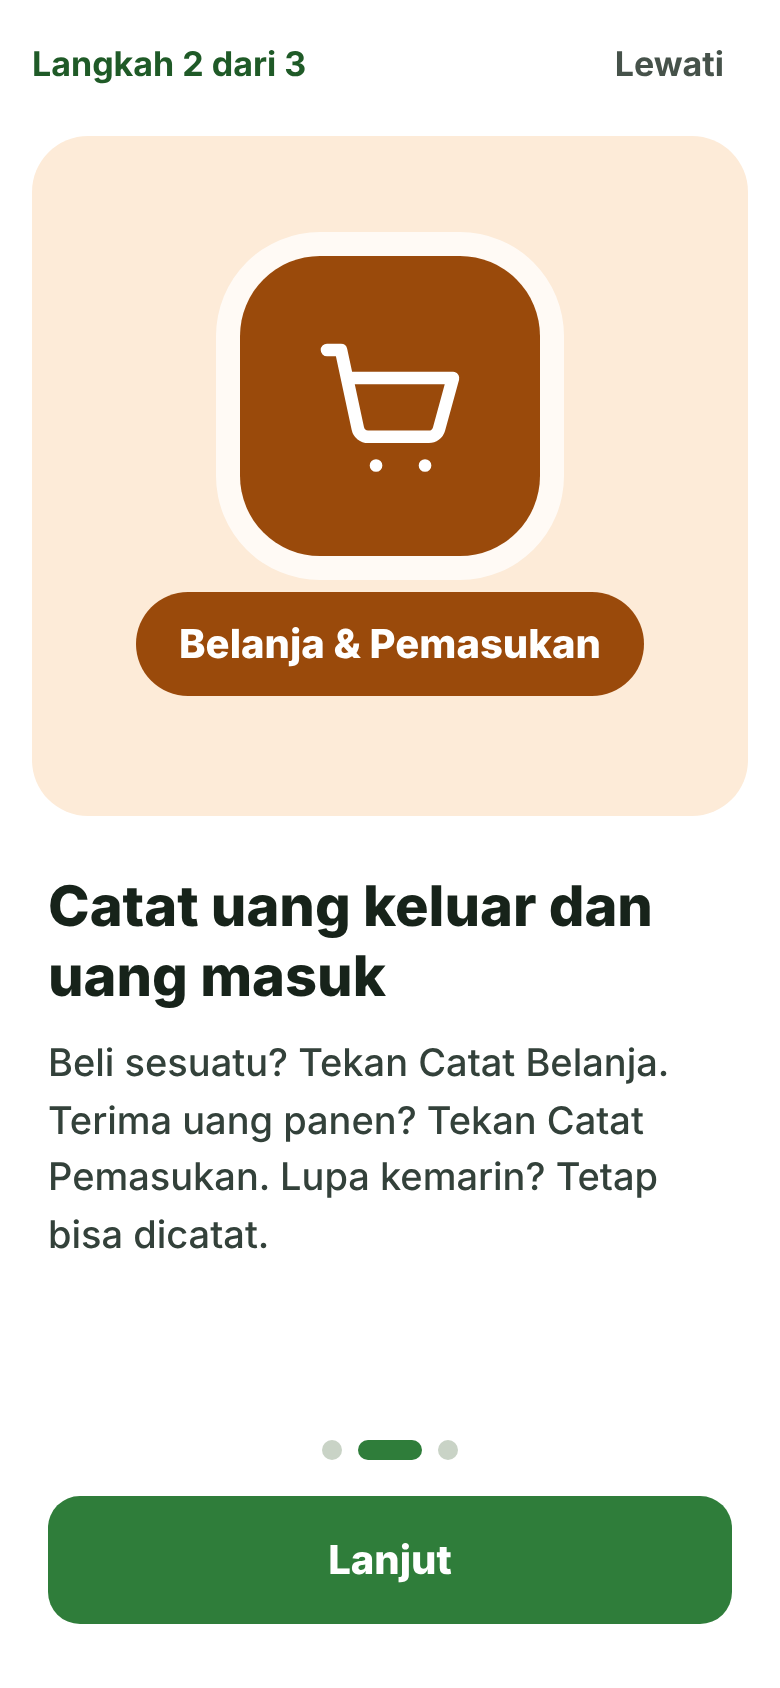 Langkah 2 dari 3
Lewati
Belanja & Pemasukan
Catat uang keluar dan
uang masuk
Beli sesuatu? Tekan Catat Belanja.
Terima uang panen? Tekan Catat
Pemasukan. Lupa kemarin? Tetap
bisa dicatat.
Lanjut